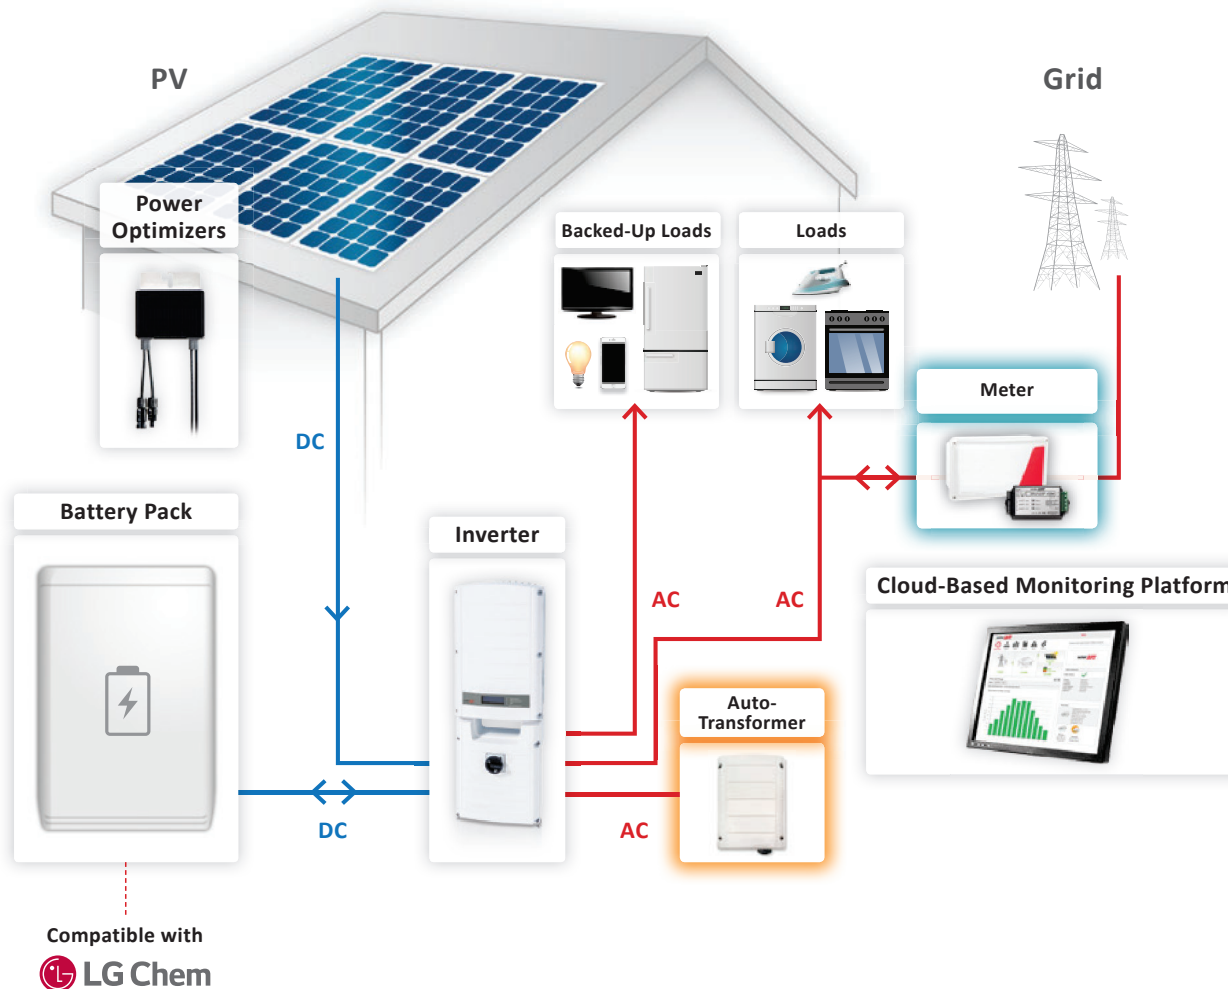 PV
Grid
Power
Optimizers
Backed-Up Loads
Loads
Meter
DC
Battery Pack
Inverter
AC
AC
Cloud-Based Monitoring Platform
Auto-
Transformer
DC
AC
Compatible with
LG Chem